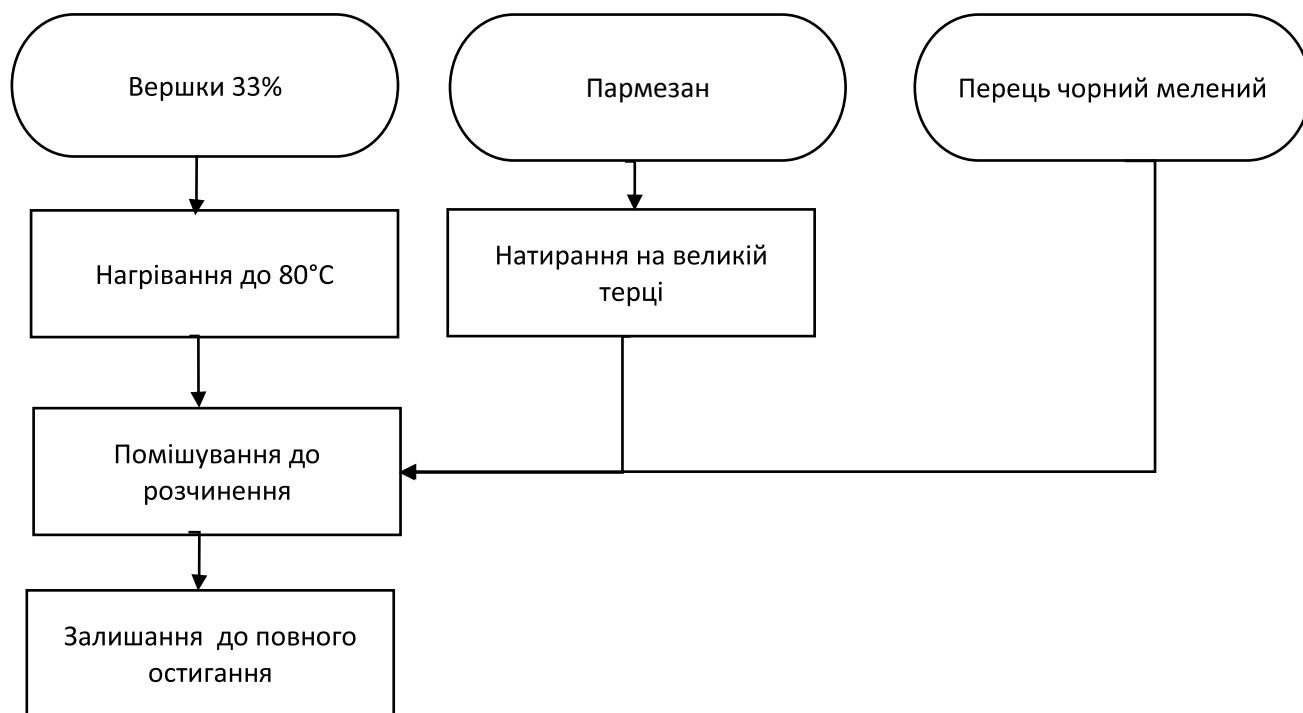 Вершки 33%
Пармезан
Перець чорний мелений
Нагрівання до 80°С
Натирання на великій
терці
Помішування до
розчинення
Залишання  до повного
остигання